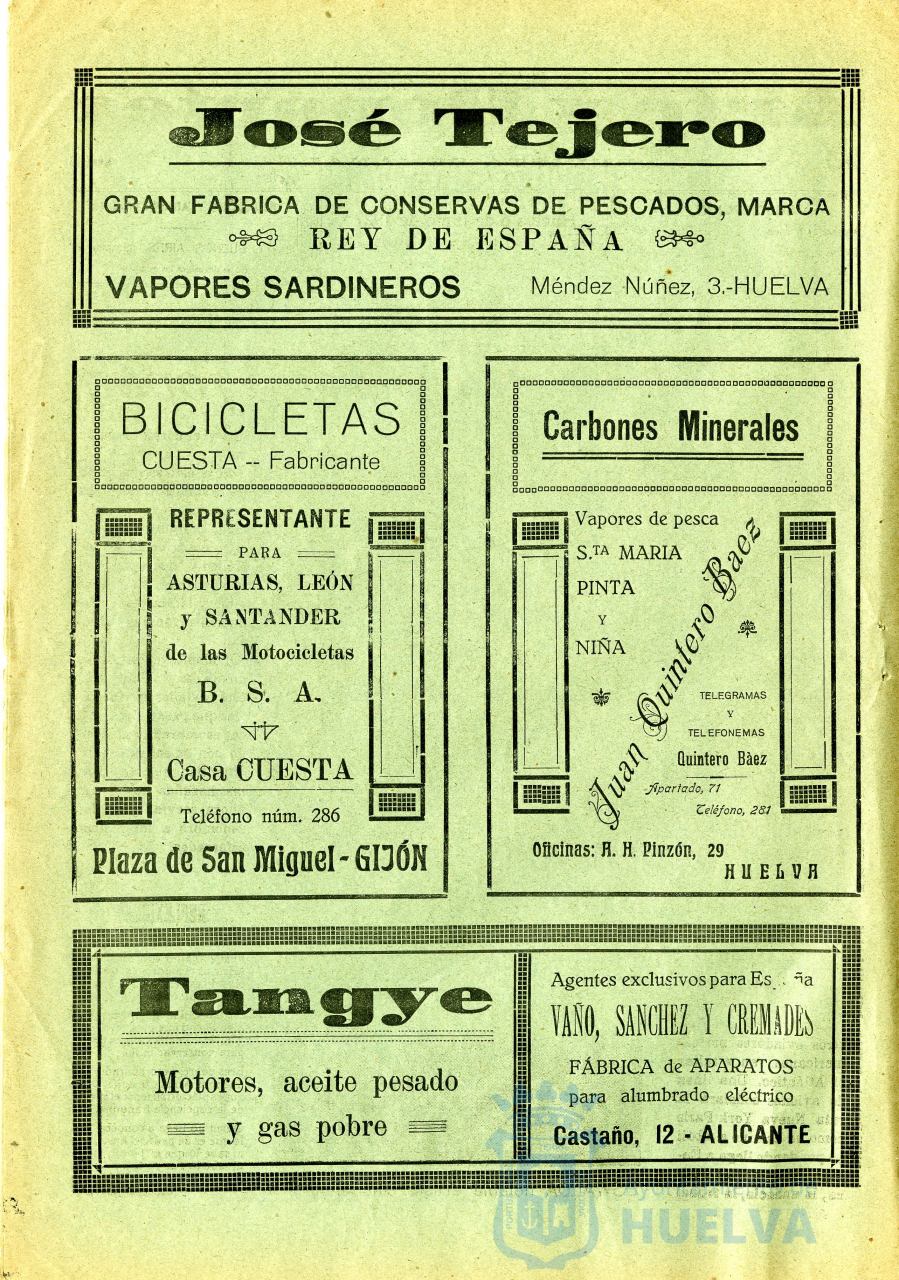 José Tejero
GRAN FABRICA DE CONSERVAS DE PESCADOS, MARCA
REY DE ESPAÑA
VAPORES SARDINEROS Méndez Núñez, 3.-HUELVA
BICICLETAS
CUESTA -- Fabricante
REPRESENTANTE
PARA
ASTURIAS, LEÓN
y SANTANDER
de las Motocicletas
B. S. A.
Casa CUESTA
Teléfono núm. 286
Plaza de San Miguel - GIJÓN
Carbones Minerales
Vapores de pesca
S.TA MARIA
PINTA
Y
NIÑA
Juan Quintero Baez
TELEGRAMAS
Y
TELEFONEMAS
Quintero Bàez
Apartado, 71
Teléfono, 281
Oficinas: A. H. Pinzón, 29
HUELVA
Tangye
Motores, aceite pesado
y gas pobre
Agentes exclusivos para Es ña
VAÑO, SANCHEZ Y CREMADES
FÁBRICA de APARATOS
para alumbrado eléctrico
Castaño, 12 - ALICANTE
HUELVA